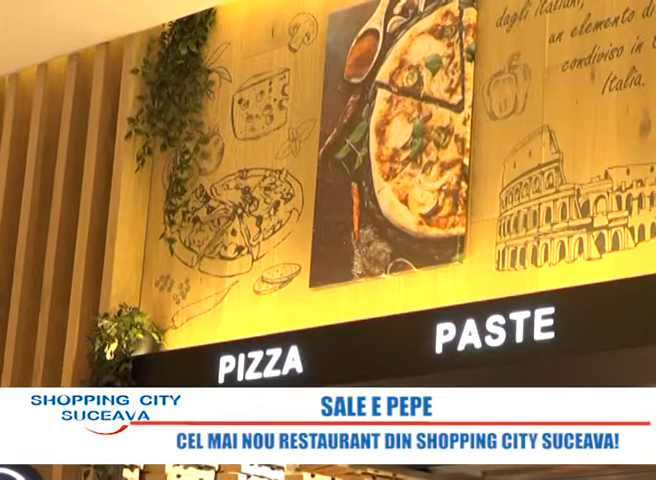 dagli italiani,
un elemento di
condiviso in t
Italia.
PIZZA
PASTE
SHOPPING CITY
SUCEAVA
SALE E PEPE
CEL MAI NOU RESTAURANT DIN SHOPPING CITY SUCEAVA!